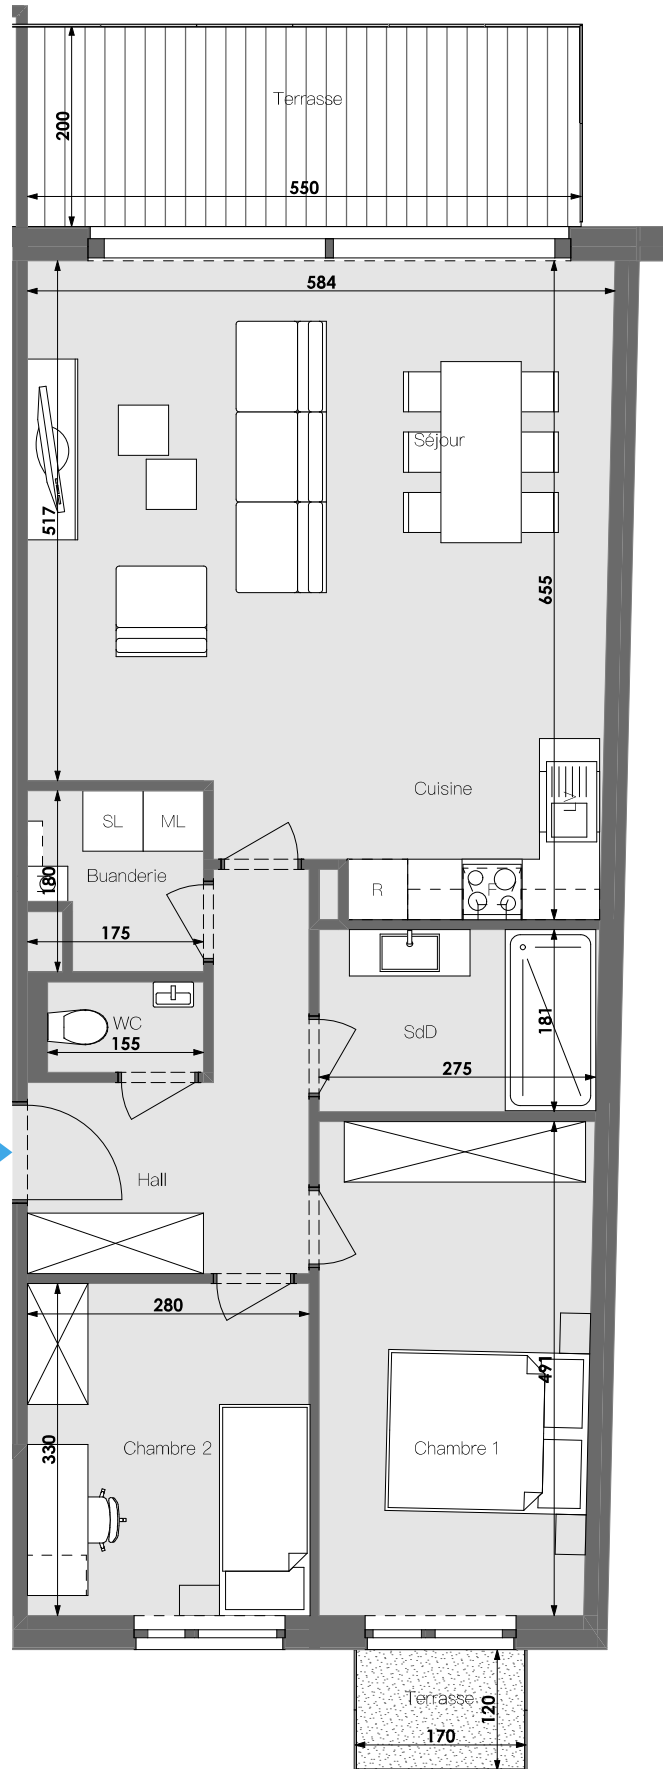 Terrasse
200
550
584
Séjour
517
655
Cuisine
SL
ML
Buanderie
180
R
F
175
WC
155
SdD
181
275
Hall
280
491
330
Chambre 2
Chambre 1
Terrasse
120
170